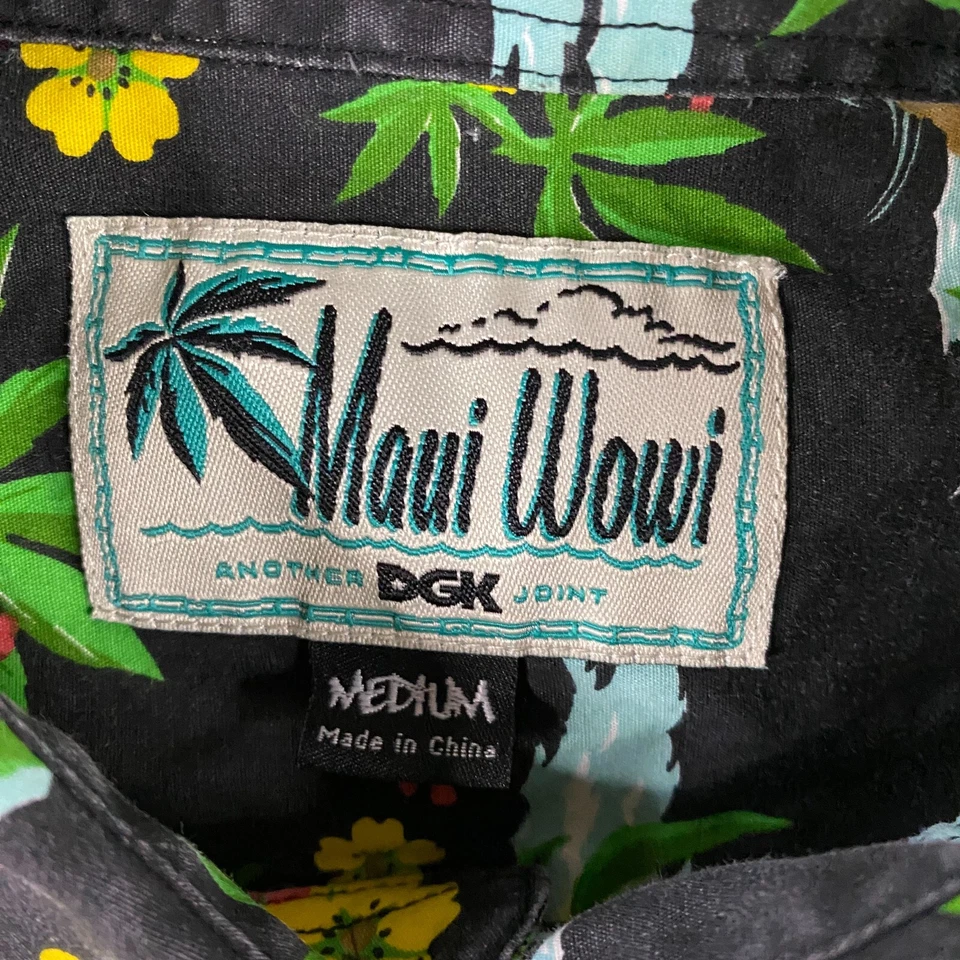 Maui Wowi
ANOTHER DGK JOINT
MEDIUM
Made in China